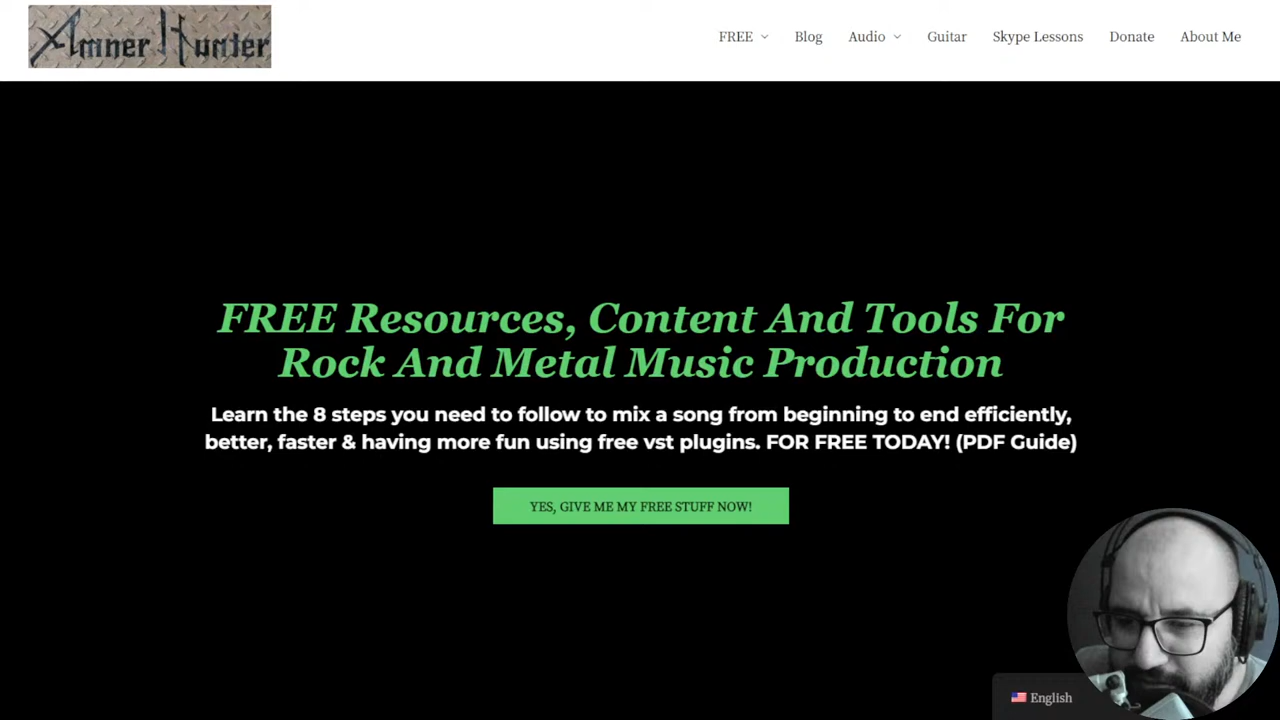 Amner Hunter
FREE
Blog
Audio
Guitar
Skype Lessons
Donate
About Me
FREE Resources, Content And Tools For
Rock And Metal Music Production
Learn the 8 steps you need to follow to mix a song from beginning to end efficiently,
better, faster & having more fun using free vst plugins. FOR FREE TODAY! (PDF Guide)
YES, GIVE ME MY FREE STUFF NOW!
English